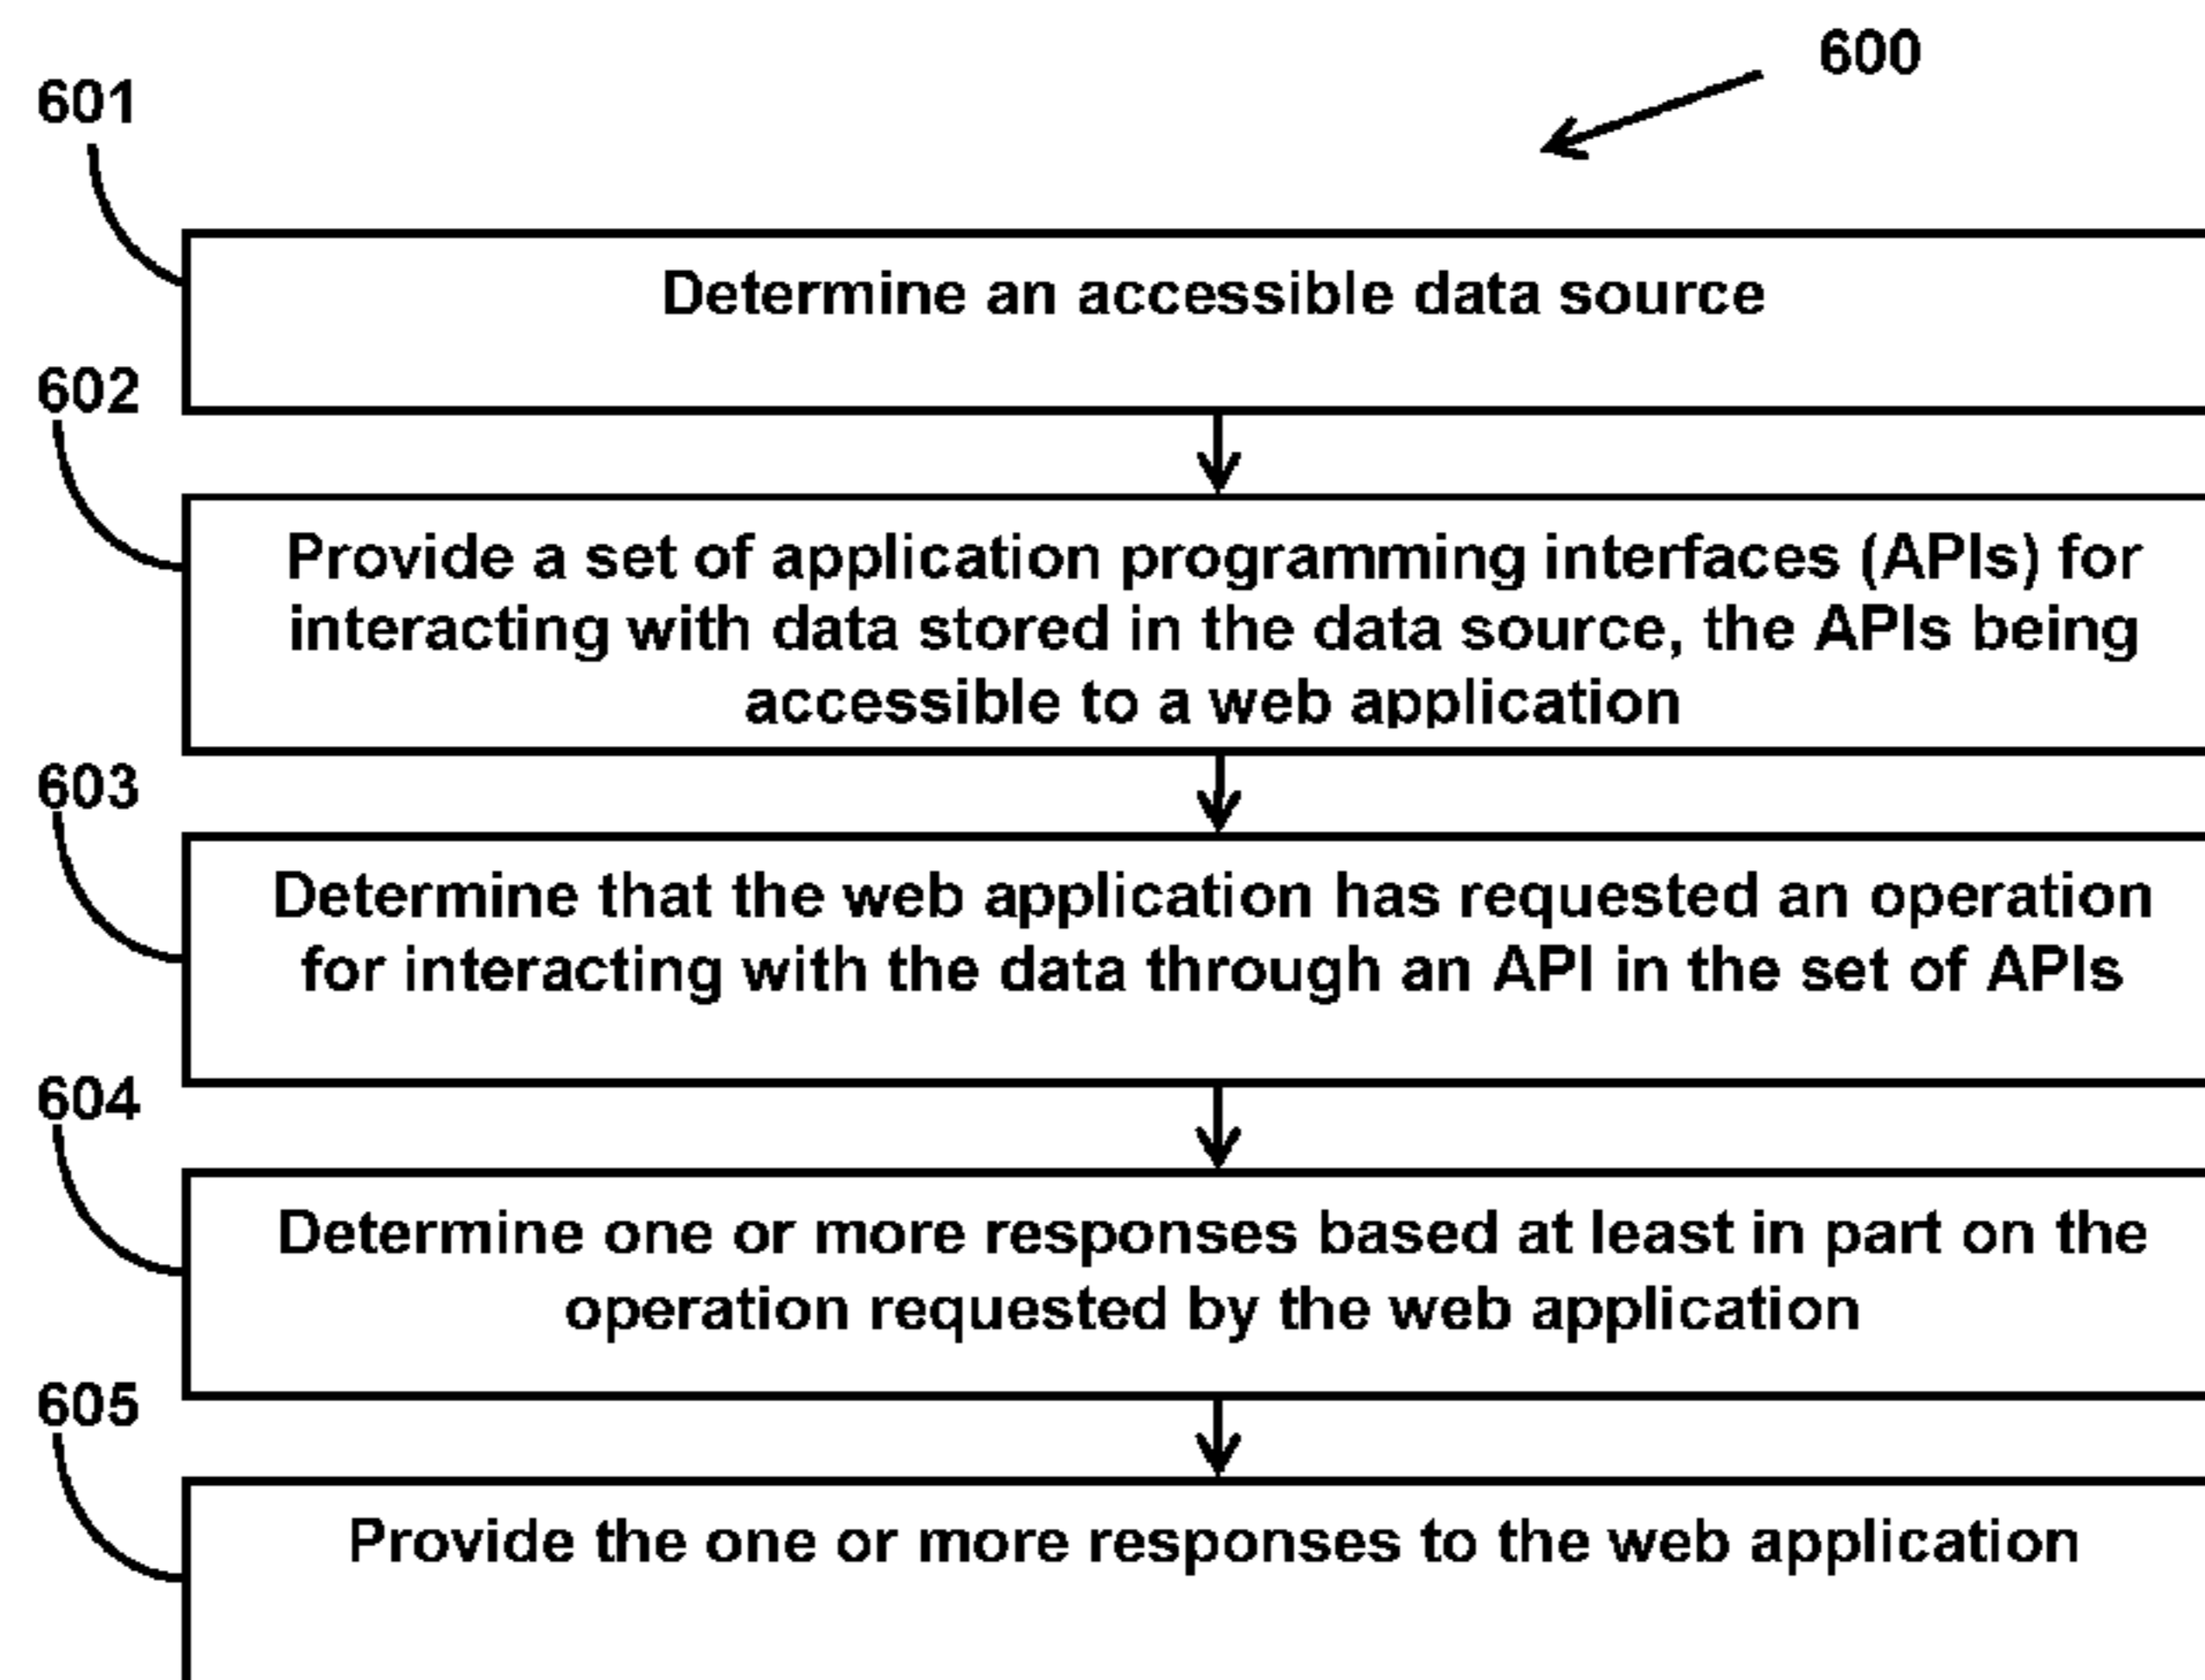 600
601
Determine an accessible data source
602
Provide a set of application programming interfaces (APIs) for
interacting with data stored in the data source, the APIs being
accessible to a web application
603
Determine that the web application has requested an operation
for interacting with the data through an API in the set of APIs
604
Determine one or more responses based at least in part on the
operation requested by the web application
605
Provide the one or more responses to the web application